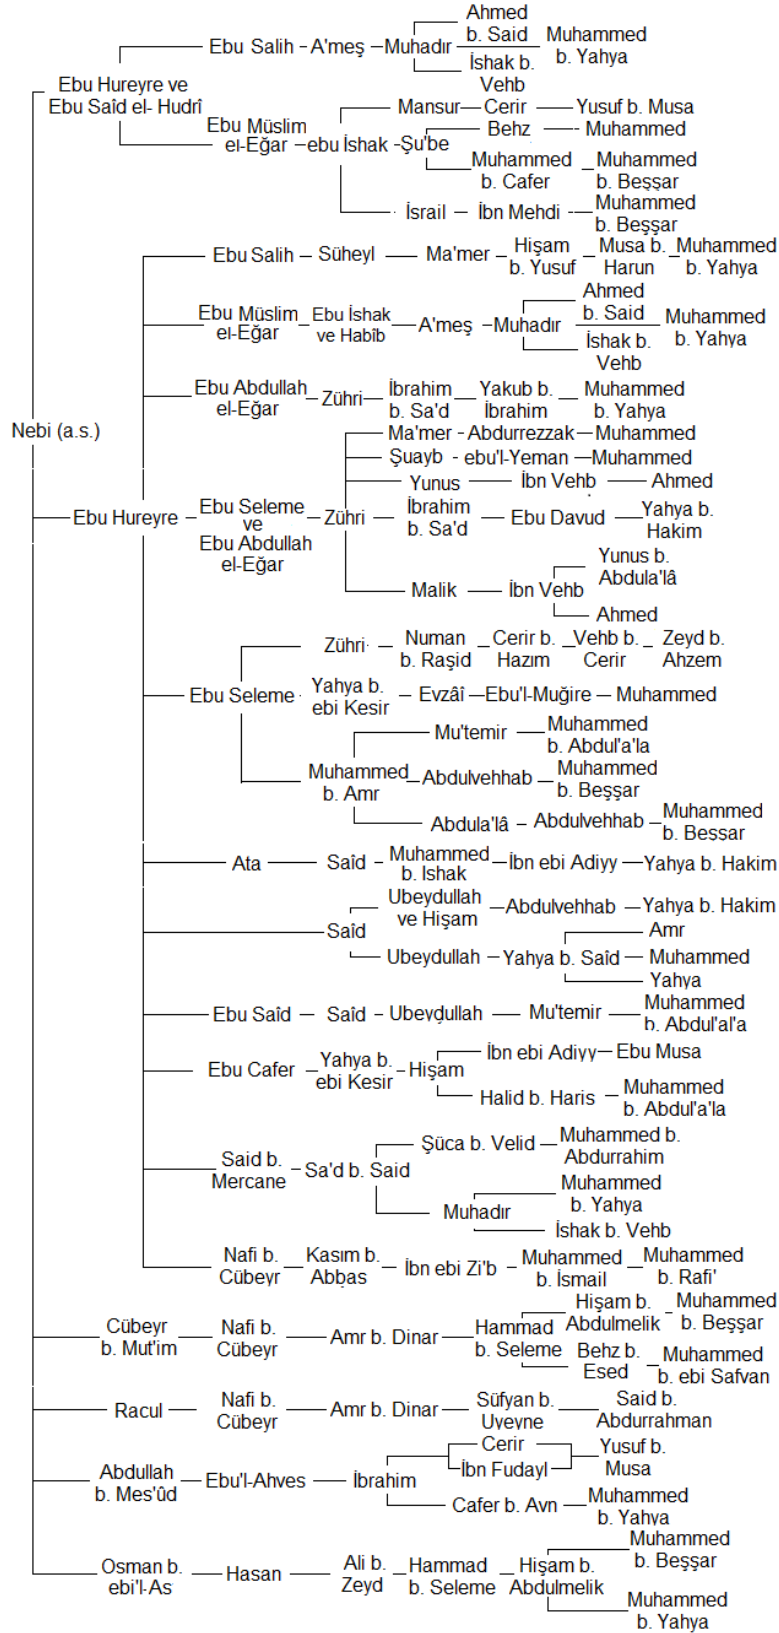 Ahmed
b. Said
Ebu Salih
A'meş
Muhadır
Muhammed
b. Yahya
İshak b.
Vehb
Ebu Hureyre ve
Ebu Saîd el- Hudrî
Mansur
Cerir
Yusuf b. Musa
Ebu Müslim
el-Eğar
ebu İshak
Şu'be
Behz
Muhammed
Muhammed
b. Cafer
Muhammed
b. Beşşar
İsrail
İbn Mehdi
Muhammed
b. Beşşar
Ebu Salih
Süheyl
Ma'mer
Hişam
b. Yusuf
Musa b.
Harun
Muhammed
b. Yahya
Ebu Müslim
el-Eğar
Ebu İshak
ve Habîb
A'meş
Muhadır
Ahmed
b. Said
Muhammed
b. Yahya
İshak b.
Vehb
Ebu Abdullah
el-Eğar
Zühri
İbrahim
b. Sa'd
Yakub b.
İbrahim
Muhammed
b. Yahya
Nebi (a.s.)
Ma'mer
Abdurrezzak
Muhammed
Şuayb
ebu'l-Yeman
Muhammed
Yunus
İbn Vehb
Ahmed
Ebu Hureyre
Ebu Seleme
ve
Ebu Abdullah
el-Eğar
Zühri
İbrahim
b. Sa'd
Ebu Davud
Yahya b.
Hakim
Malik
İbn Vehb
Yunus b.
Abdula'lâ
Ahmed
Zühri
Numan
b. Raşid
Cerir b.
Hazım
Vehb b.
Cerir
Zeyd b.
Ahzem
Ebu Seleme
Yahya b.
ebi Kesir
Evzâî
Ebu'l-Muğire
Muhammed
Muhammed
b. Amr
Mu'temir
Muhammed
b. Abdul'a'la
Abdulvehhab
Muhammed
b. Beşşar
Abdula'lâ
Abdulvehhab
Muhammed
b. Beşşar
Ata
Saîd
Muhammed
b. Ishak
İbn ebi Adiyy
Yahya b. Hakim
Saîd
Ubeydullah
ve Hişam
Abdulvehhab
Yahya b. Hakim
Ubeydullah
Yahya b. Saîd
Amr
Muhammed
Yahya
Ebu Saîd
Saîd
Ubeydullah
Mu'temir
Muhammed
b. Abdul'al'a
Ebu Cafer
Yahya b.
ebi Kesir
Hişam
İbn ebi Adiyy
Ebu Musa
Halid b. Haris
Muhammed
b. Abdul'a'la
Said b.
Mercane
Sa'd b. Said
Şüca b. Velid
Muhammed b.
Abdurrahim
Muhadır
Muhammed
b. Yahya
İshak b. Vehb
Nafi b.
Cübeyr
Kasım b.
Abbas
İbn ebi Zi'b
Muhammed
b. İsmail
Muhammed
b. Rafi'
Cübeyr
b. Mut'im
Nafi b.
Cübeyr
Amr b. Dinar
Hammad
b. Seleme
Hişam b.
Abdulmelik
Muhammed
b. Beşşar
Behz b.
Esed
Muhammed
b. ebi Safvan
Racul
Nafi b.
Cübeyr
Amr b. Dinar
Süfyan b.
Uyeyne
Said b.
Abdurrahman
Abdullah
b. Mes'ûd
Ebu'l-Ahves
İbrahim
Cerir
İbn Fudayl
Yusuf b.
Musa
Cafer b. Avn
Muhammed
b. Yahya
Osman b.
ebi'l-As
Hasan
Ali b.
Zeyd
Hammad
b. Seleme
Hişam b.
Abdulmelik
Muhammed
b. Beşşar
Muhammed
b. Yahya